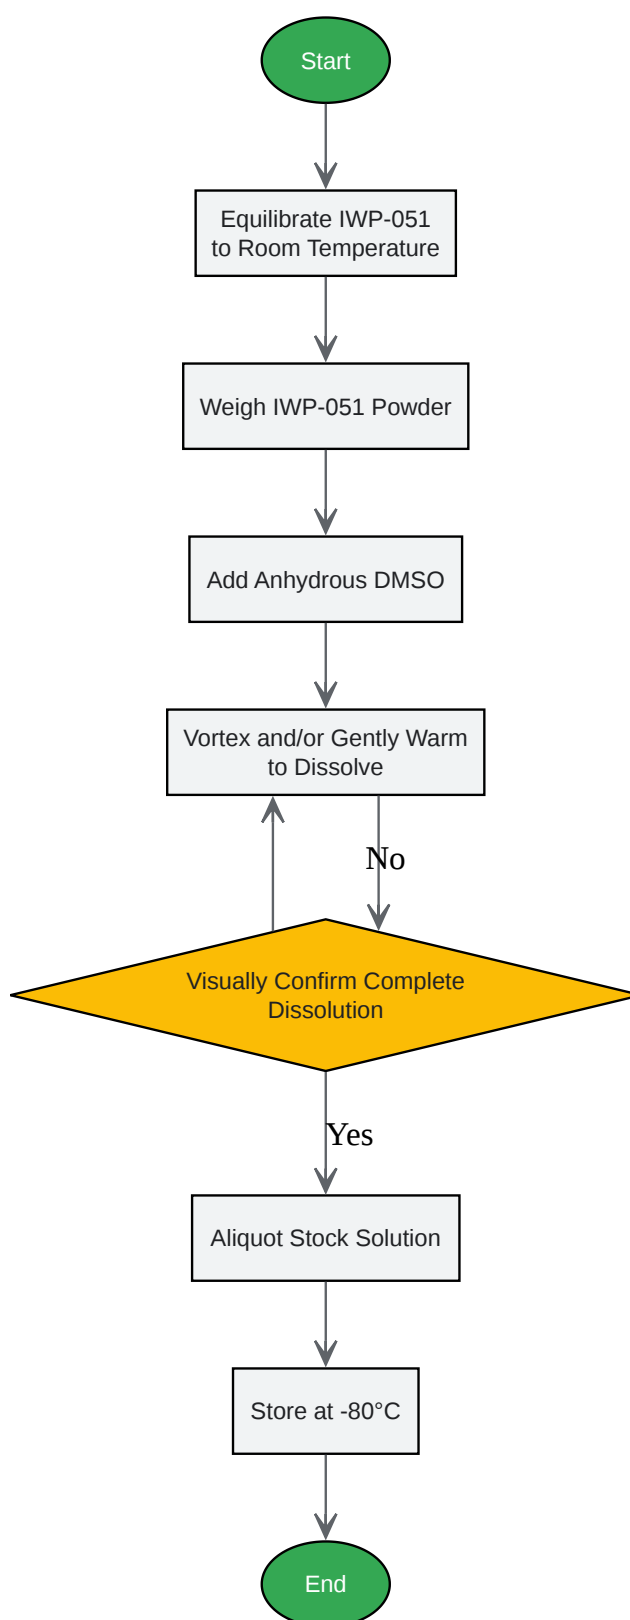 Start
Equilibrate IWP-051
to Room Temperature
Weigh IWP-051 Powder
Add Anhydrous DMSO
Vortex and/or Gently Warm
to Dissolve
No
Visually Confirm Complete
Dissolution
Yes
Aliquot Stock Solution
Store at -80°C
End